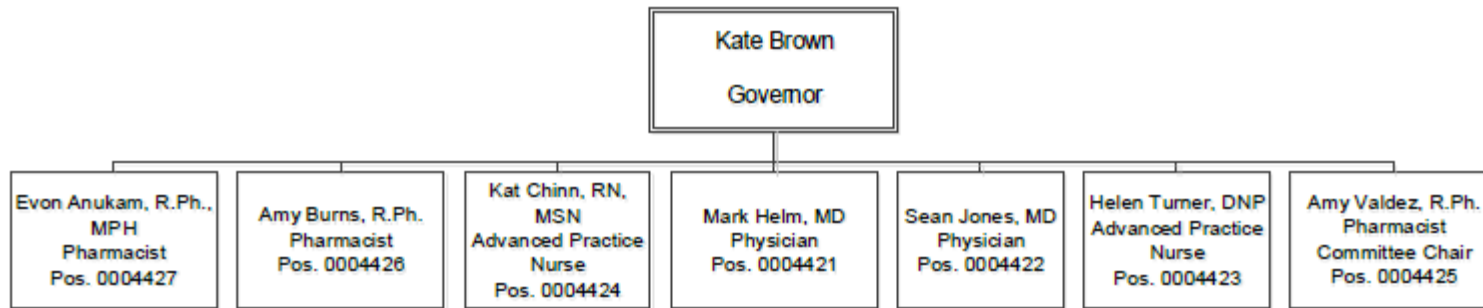 Kate Brown
Governor
Evon Anukam, R.Ph.,
MPH
Pharmacist
Pos. 0004427
Amy Burns, R.Ph.
Pharmacist
Pos. 0004426
Kat Chinn, RN,
MSN
Advanced Practice
Nurse
Pos. 0004424
Mark Helm, MD
Physician
Pos. 0004421
Sean Jones, MD
Physician
Pos. 0004422
Helen Turner, DNP
Advanced Practice
Nurse
Pos. 0004423
Amy Valdez, R.Ph.
Pharmacist
Committee Chair
Pos. 0004425